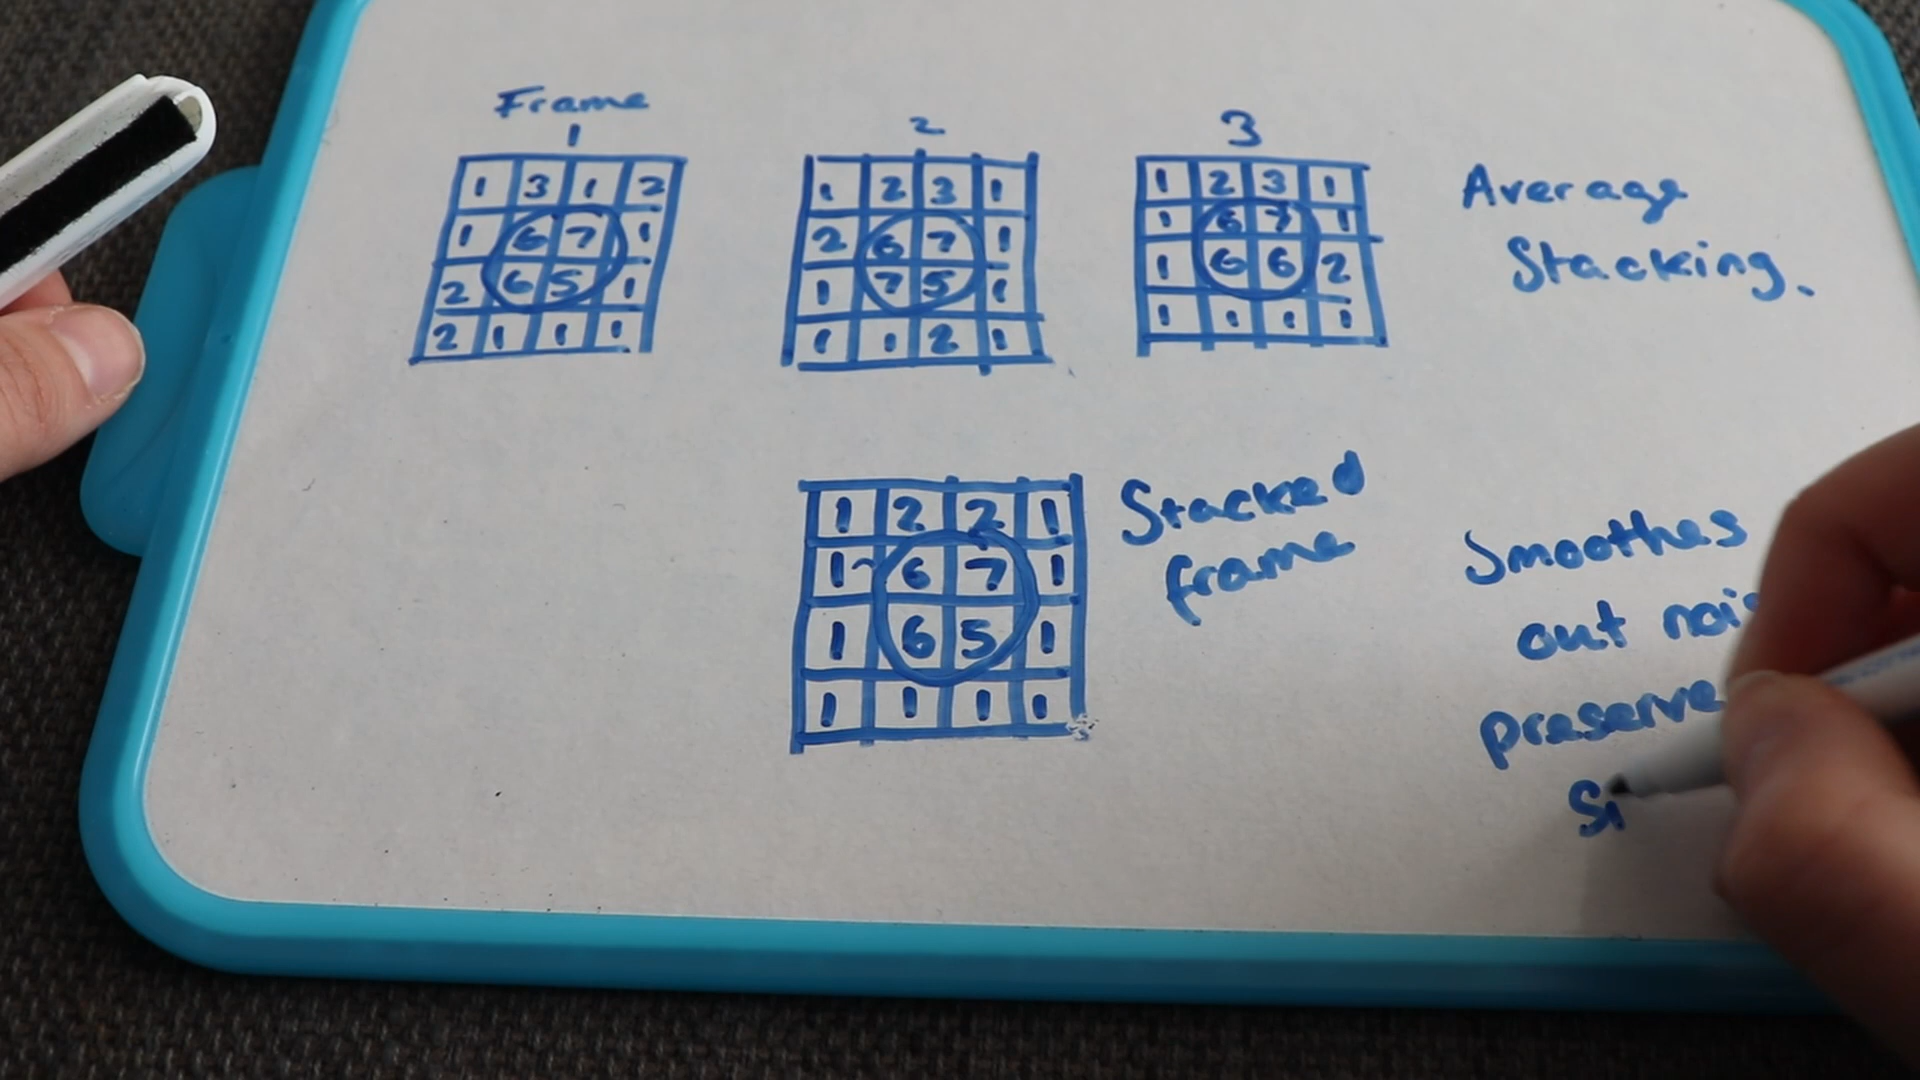 Frame
1 2 3
1 3 1 2
1 6 7 1
2 6 5 1
2 1 1 1
1 2 3 1
2 6 7 1
1 7 5 1
1 1 2 1
1 2 3 1
1 6 7 1
1 6 6 2
1 1 1 1
Average
Stacking.
1 2 2 1
1 6 7 1
1 6 5 1
1 1 1 1
Stacked
frame
Smoothes
out noi
preserve
Si